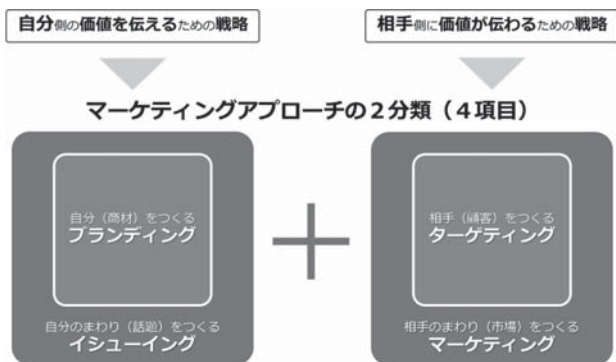 自分側の価値を伝えるための戦略
相手側に価値が伝わるための戦略
マーケティングアプローチの2分類（4項目）
自分（商材）をつくる
ブランディング
自分のまわり（話題）をつくる
イシューイング
相手（顧客）をつくる
ターゲティング
相手のまわり（市場）をつくる
マーケティング